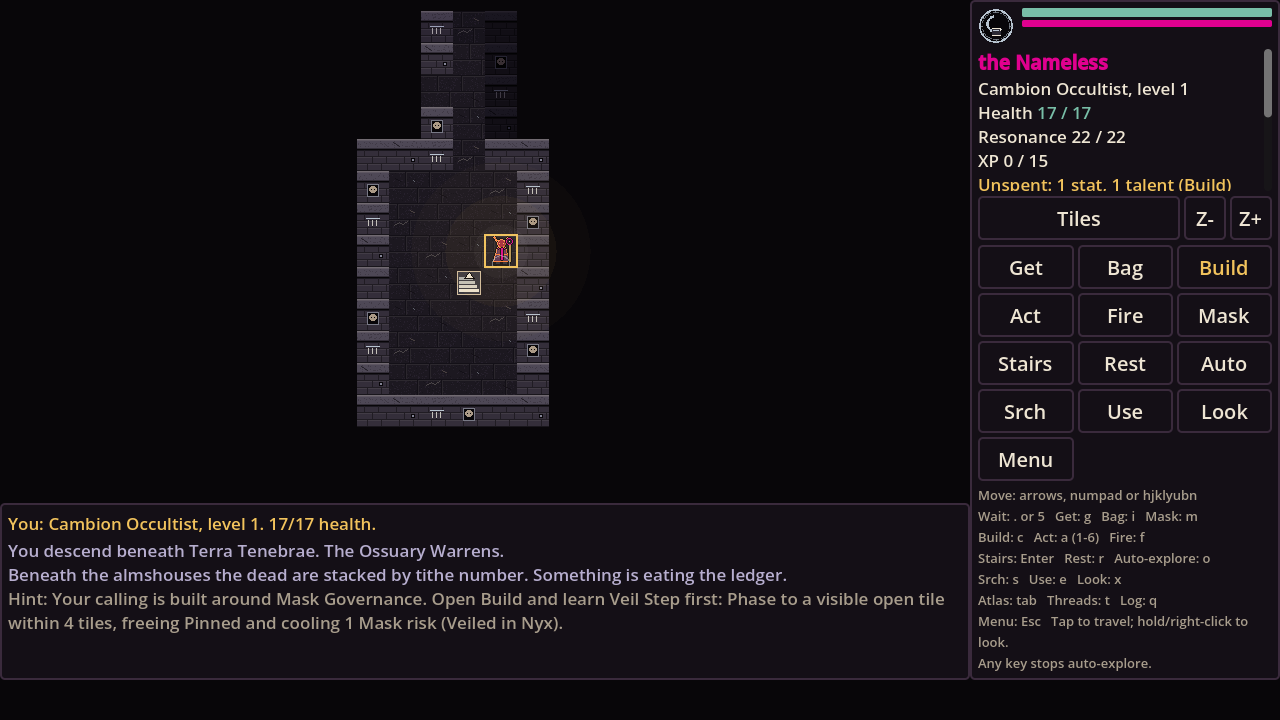 the Nameless
Cambion Occultist, level 1
Health 17 / 17
Resonance 22 / 22
XP 0 / 15
Unspent: 1 stat, 1 talent (Build)
Tiles Z- Z+
Get Bag Build
Act Fire Mask
Stairs Rest Auto
Srch Use Look
Menu
Move: arrows, numpad or hjklyubn
Wait: . or 5 Get: g Bag: i Mask: m
Build: c Act: a (1-6) Fire: f
Stairs: Enter Rest: r Auto-explore: o
Srch: s Use: e Look: x
Atlas: tab Threads: t Log: q
Menu: Esc Tap to travel; hold/right-click to
look.
Any key stops auto-explore.
You: Cambion Occultist, level 1. 17/17 health.
You descend beneath Terra Tenebrae. The Ossuary Warrens.
Beneath the almshouses the dead are stacked by tithe number. Something is eating the ledger.
Hint: Your calling is built around Mask Governance. Open Build and learn Veil Step first: Phase to a visible open tile
within 4 tiles, freeing Pinned and cooling 1 Mask risk (Veiled in Nyx).